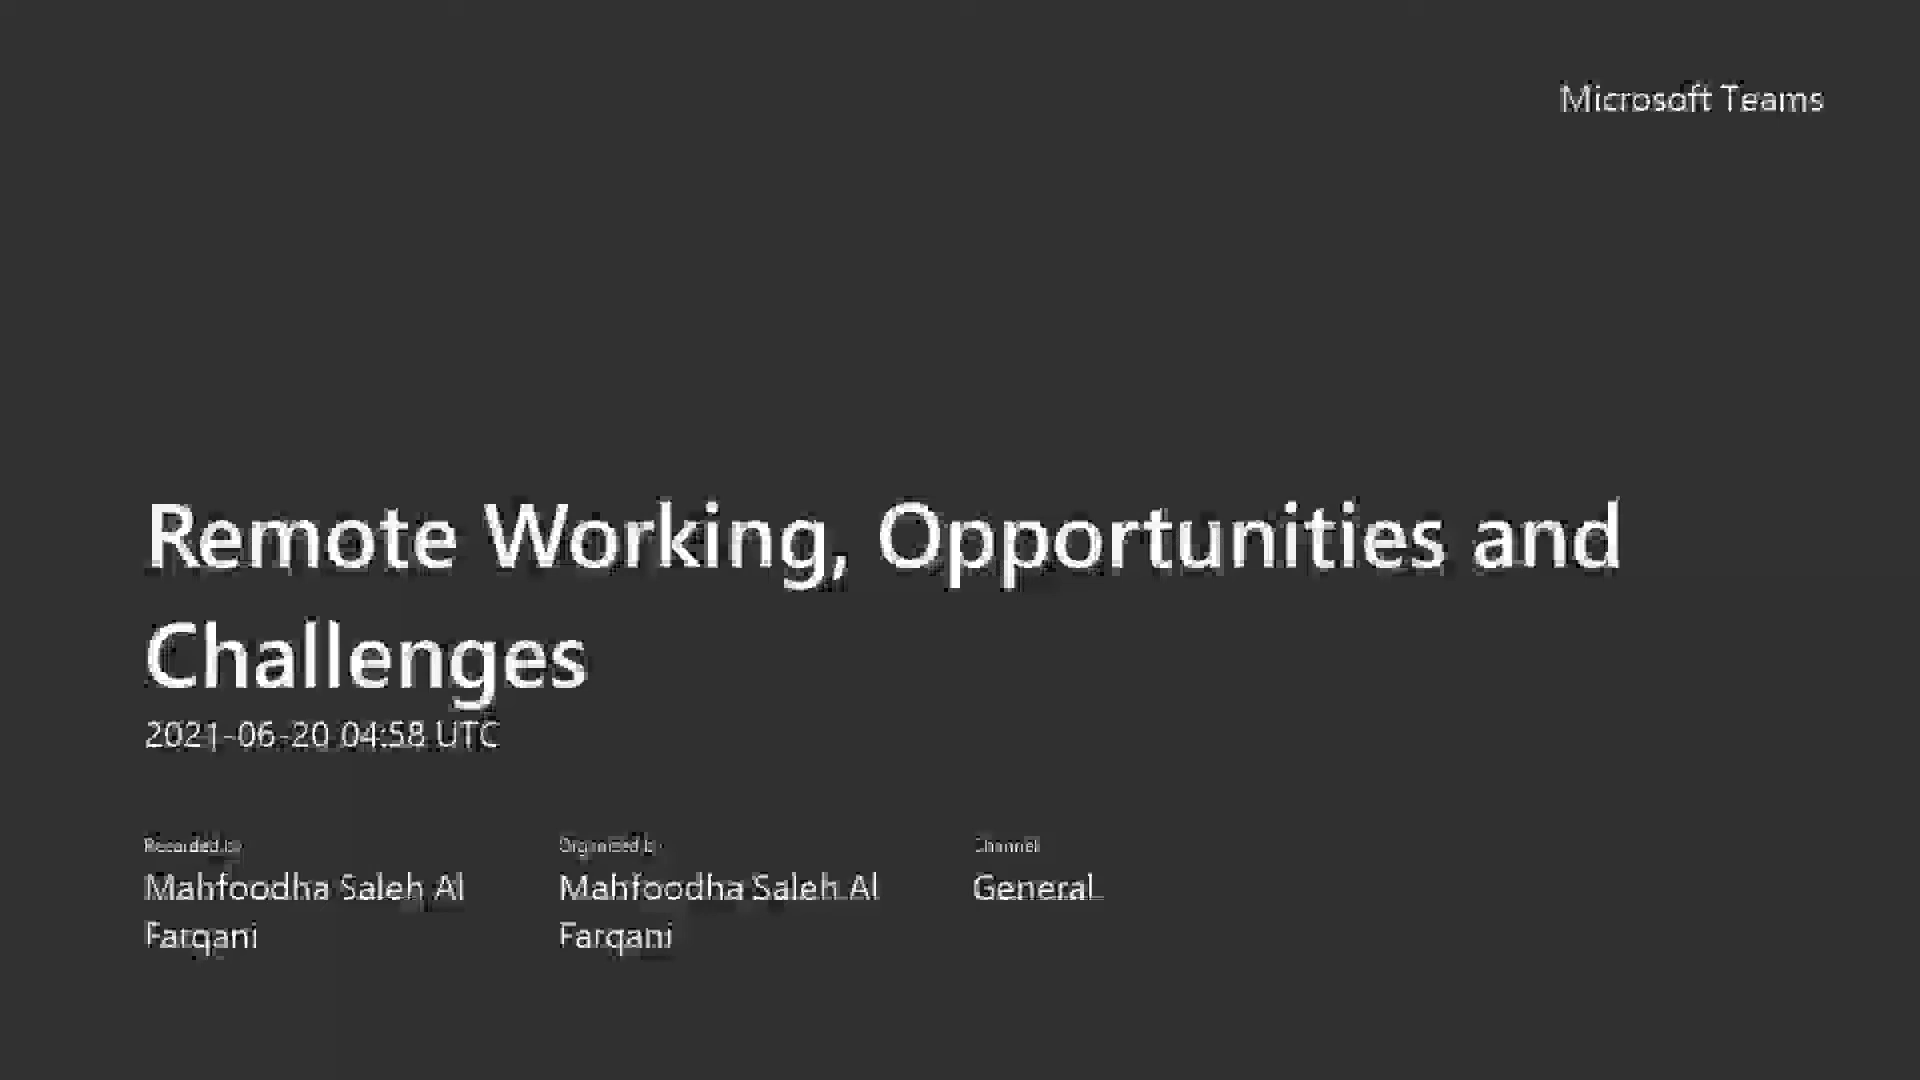 Microsoft Teams
Remote Working, Opportunities and
Challenges
2021-06-20 04:58 UTC
Recorded by
Organized by
Channel
Mahfoodha Saleh Al
Mahfoodha Saleh Al
General
Farqani
Farqani